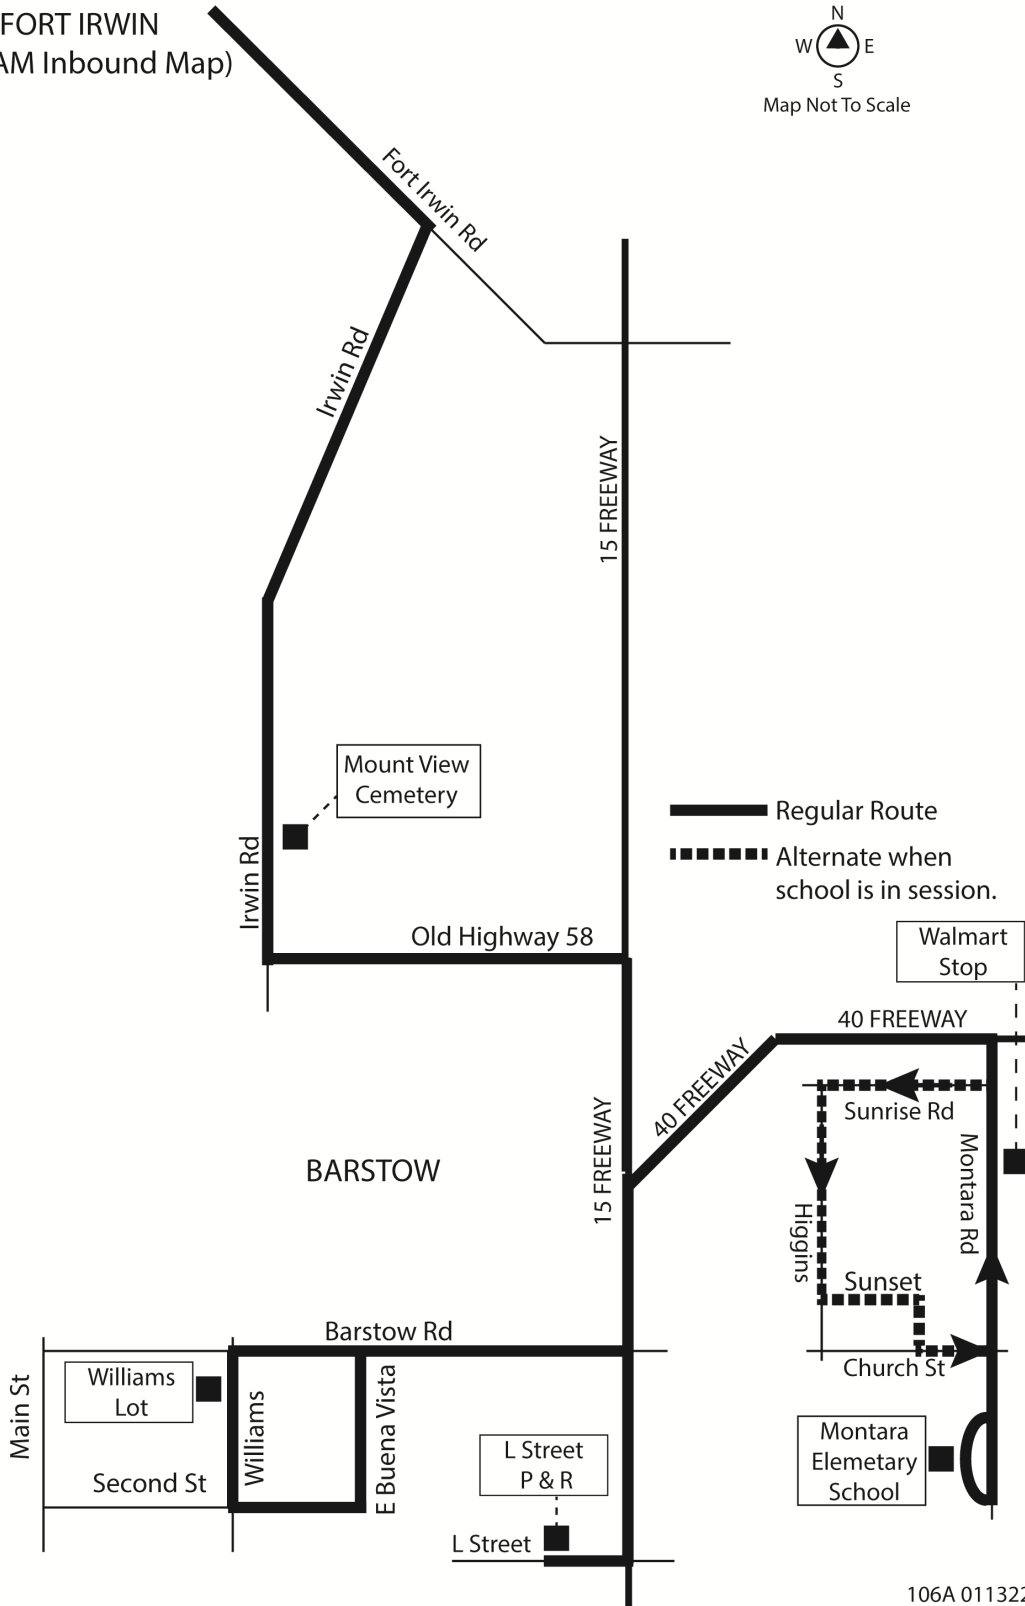 FORT IRWIN
AM Inbound Map)
N
W E
S
Map Not To Scale
Fort Irwin Rd
Irwin Rd
15 FREEWAY
Mount View
Cemetery
Irwin Rd
Regular Route
Alternate when
school is in session.
Old Highway 58
Walmart
Stop
40 FREEWAY
40 FREEWAY
Sunrise Rd
15 FREEWAY
BARSTOW
Montara Rd
Higgins
Sunset
Barstow Rd
Church St
Main St
Williams
Lot
Williams
E Buena Vista
Second St
L Street
P & R
L Street
Montara
Elemetary
School
106A 011322